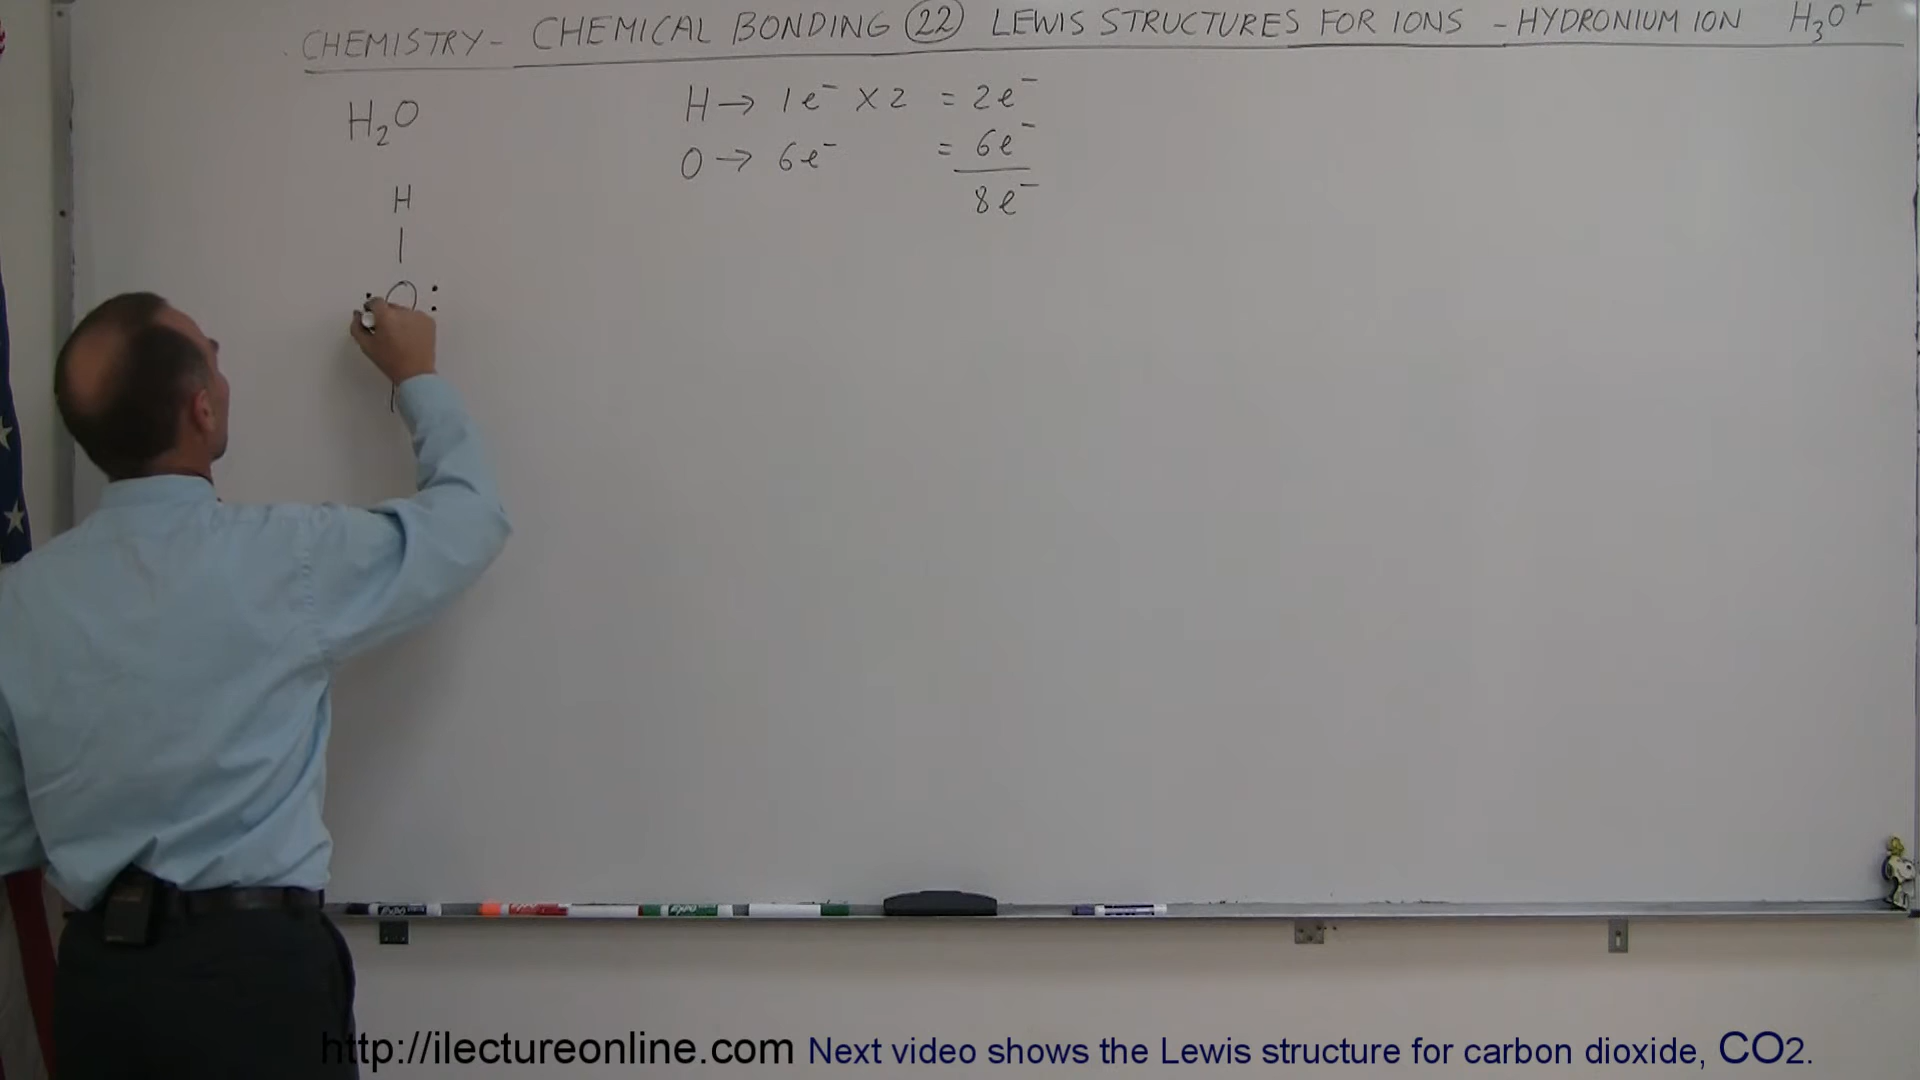 CHEMISTRY - CHEMICAL BONDING 22 LEWIS STRUCTURES FOR IONS - HYDRONIUM ION H₃O⁺
H₂O
H → 1e⁻ × 2 = 2e⁻
O → 6e⁻ = 6e⁻
8e⁻
H
|
:O:
|
http://ilectureonline.com Next video shows the Lewis structure for carbon dioxide, CO2.